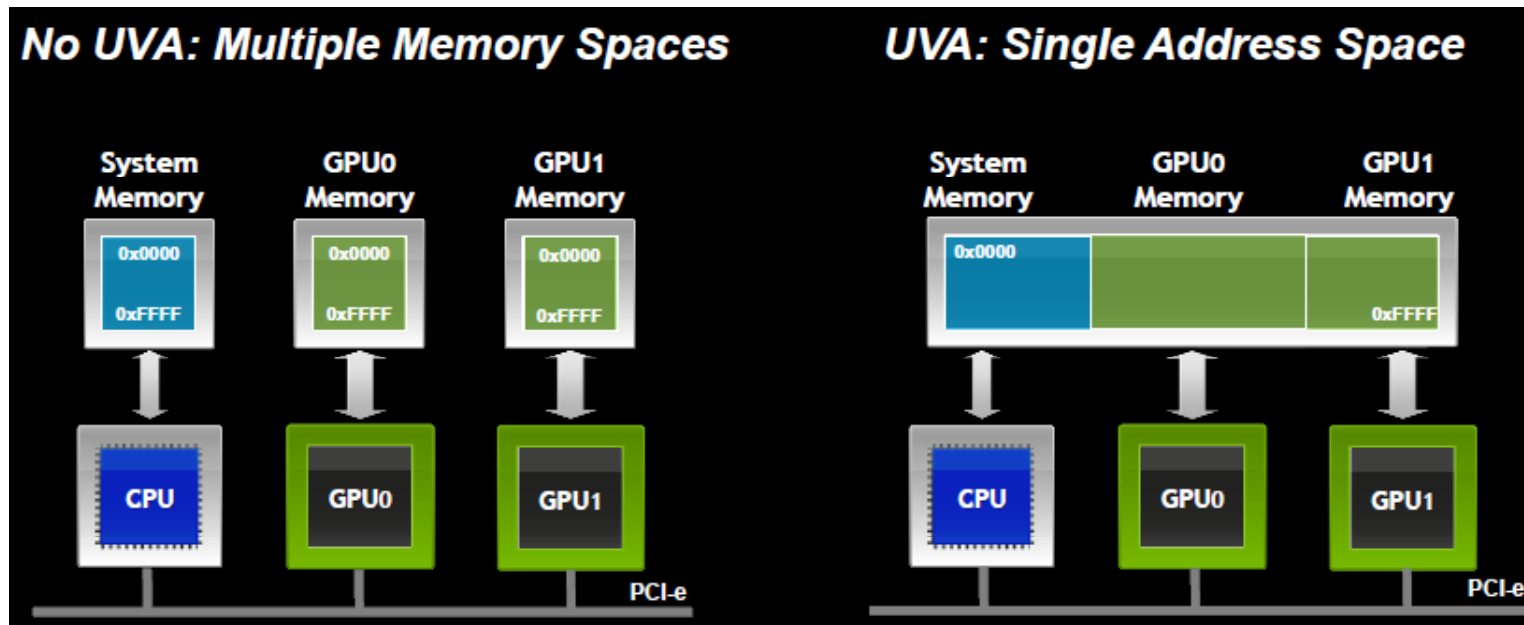 No UVA: Multiple Memory Spaces
System
Memory
GPU0
Memory
GPU1
Memory
0x0000
0xFFFF
0x0000
0xFFFF
0x0000
0xFFFF
CPU
GPU0
GPU1
PCI-e
UVA: Single Address Space
System
Memory
GPU0
Memory
GPU1
Memory
0x0000
0xFFFF
CPU
GPU0
GPU1
PCI-e